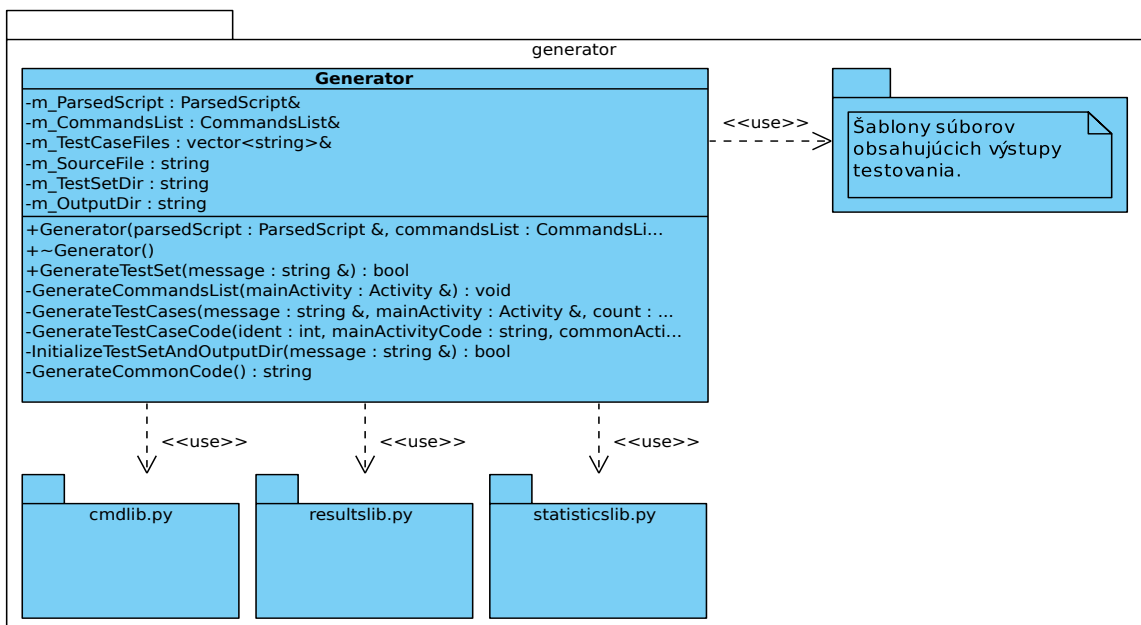 generator
Generator
-m_ParsedScript : ParsedScript&
-m_CommandsList : CommandsList&
-m_TestCaseFiles : vector<string>&
-m_SourceFile : string
-m_TestSetDir : string
-m_OutputDir : string
+Generator(parsedScript : ParsedScript &, commandsList : CommandsLi...
+~Generator()
+GenerateTestSet(message : string &) : bool
-GenerateCommandsList(mainActivity : Activity &) : void
-GenerateTestCases(message : string &, mainActivity : Activity &, count : ...
-GenerateTestCaseCode(ident : int, mainActivityCode : string, commonActi...
-InitializeTestSetAndOutputDir(message : string &) : bool
-GenerateCommonCode() : string
<<use>>
Šablony súborov
obsahujúcich výstupy
testovania.
<<use>>
<<use>>
<<use>>
cmdlib.py
resultslib.py
statisticslib.py